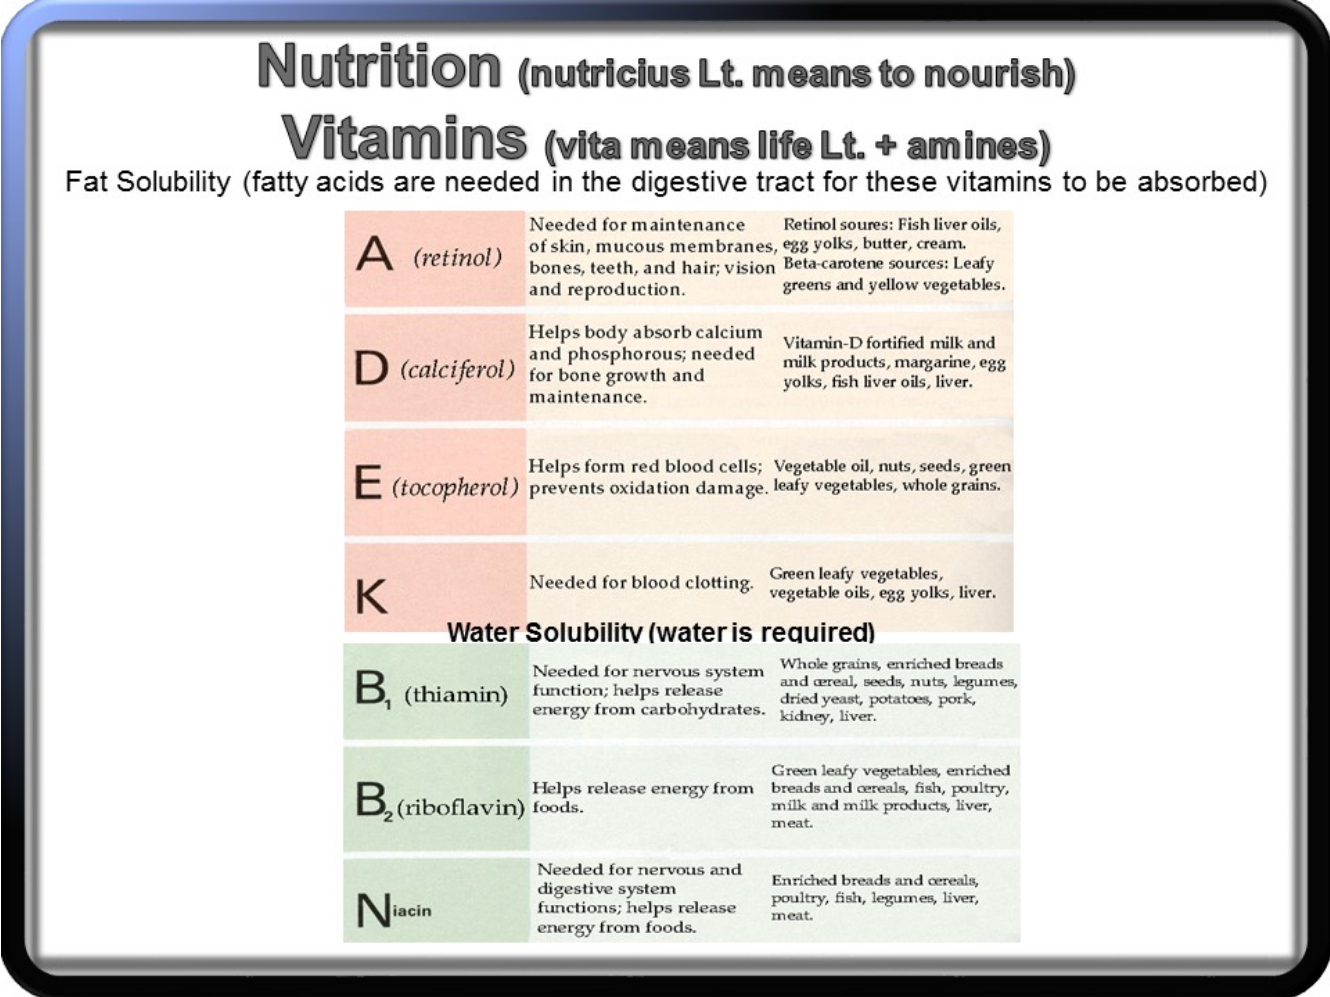 Nutrition (nutricius Lt. means to nourish)
Vitamins (vita means life Lt. + amines)
Fat Solubility (fatty acids are needed in the digestive tract for these vitamins to be absorbed)
A (retinol)
Needed for maintenance
of skin, mucous membranes,
bones, teeth, and hair; vision
and reproduction.
Retinol soures: Fish liver oils,
egg yolks, butter, cream.
Beta-carotene sources: Leafy
greens and yellow vegetables.
D (calciferol)
Helps body absorb calcium
and phosphorous; needed
for bone growth and
maintenance.
Vitamin-D fortified milk and
milk products, margarine, egg
yolks, fish liver oils, liver.
E (tocopherol)
Helps form red blood cells;
prevents oxidation damage.
Vegetable oil, nuts, seeds, green
leafy vegetables, whole grains.
K
Needed for blood clotting.
Green leafy vegetables,
vegetable oils, egg yolks, liver.
Water Solubility (water is required)
B1 (thiamin)
Needed for nervous system
function; helps release
energy from carbohydrates.
Whole grains, enriched breads
and cereal, seeds, nuts, legumes,
dried yeast, potatoes, pork,
kidney, liver.
B2 (riboflavin)
Helps release energy from
foods.
Green leafy vegetables, enriched
breads and cereals, fish, poultry,
milk and milk products, liver,
meat.
Niacin
Needed for nervous and
digestive system
functions; helps release
energy from foods.
Enriched breads and cereals,
poultry, fish, legumes, liver,
meat.